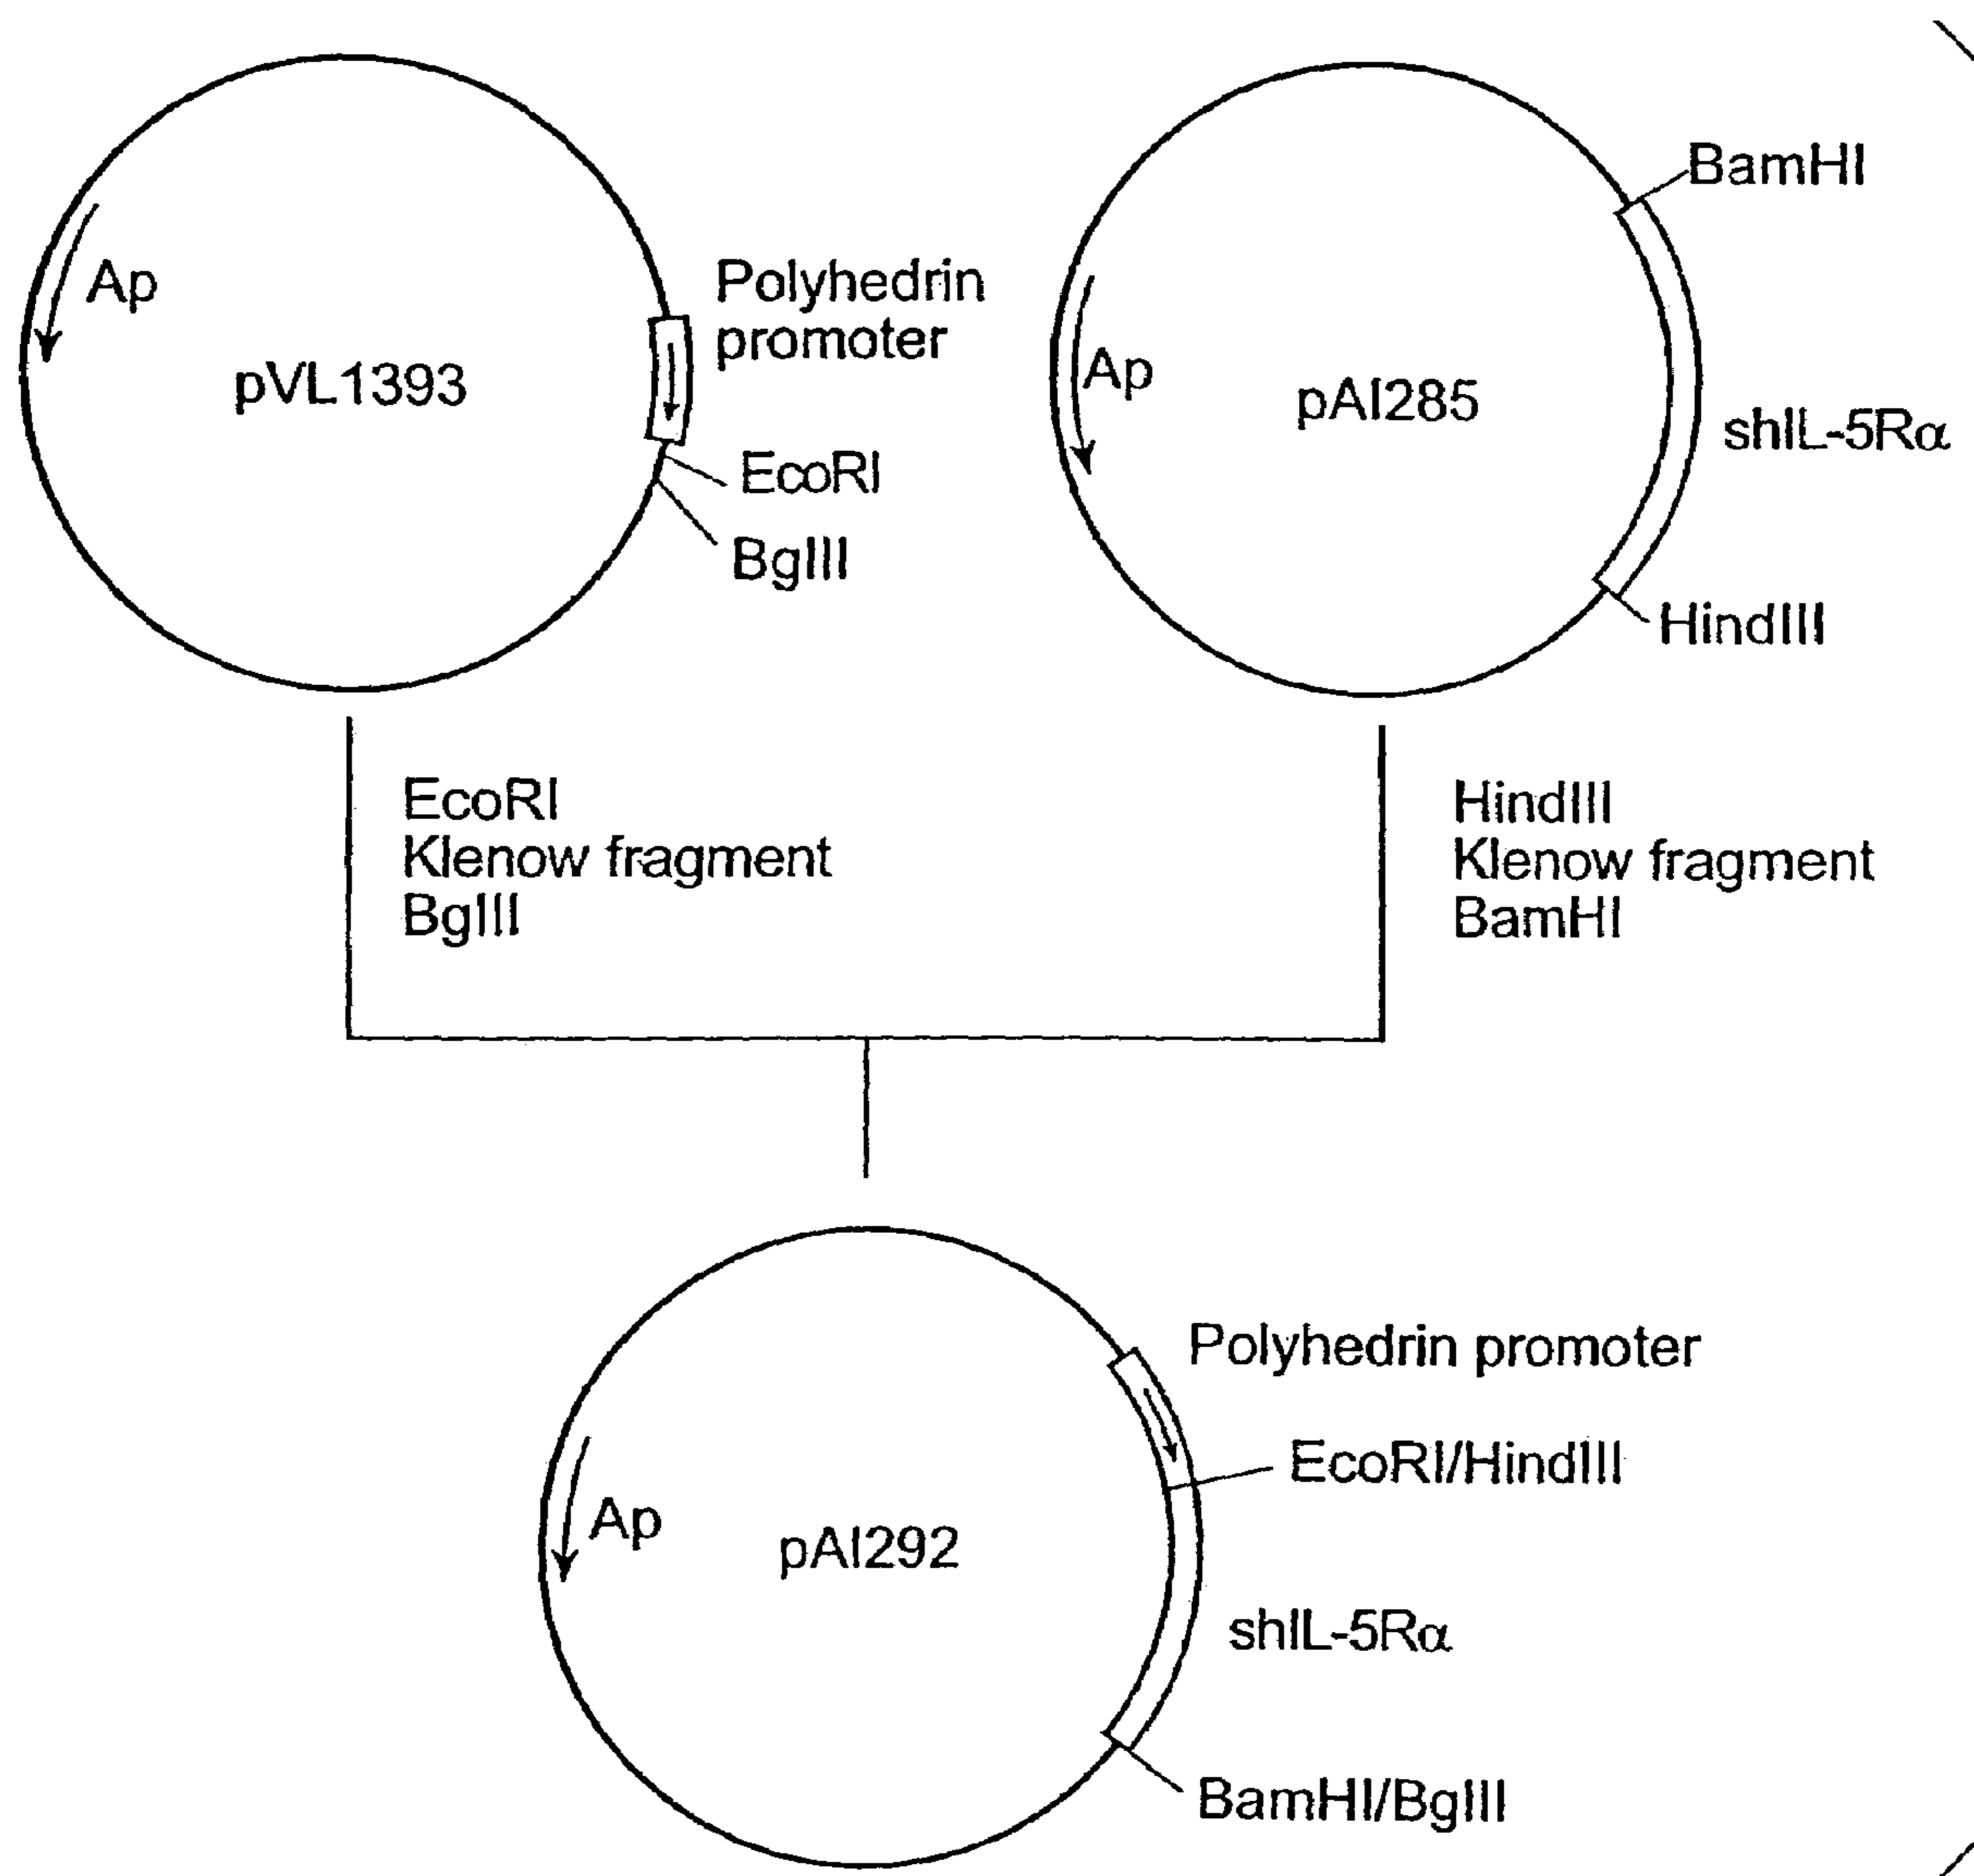 Ap
pVL1393
Polyhedrin
promoter
EcoRI
BglII
Ap
pAI285
BamHI
shIL-5Rα
HindIII
EcoRI
Klenow fragment
BglII
HindIII
Klenow fragment
BamHI
Ap
pAI292
Polyhedrin promoter
EcoRI/HindIII
shIL-5Rα
BamHI/BglII